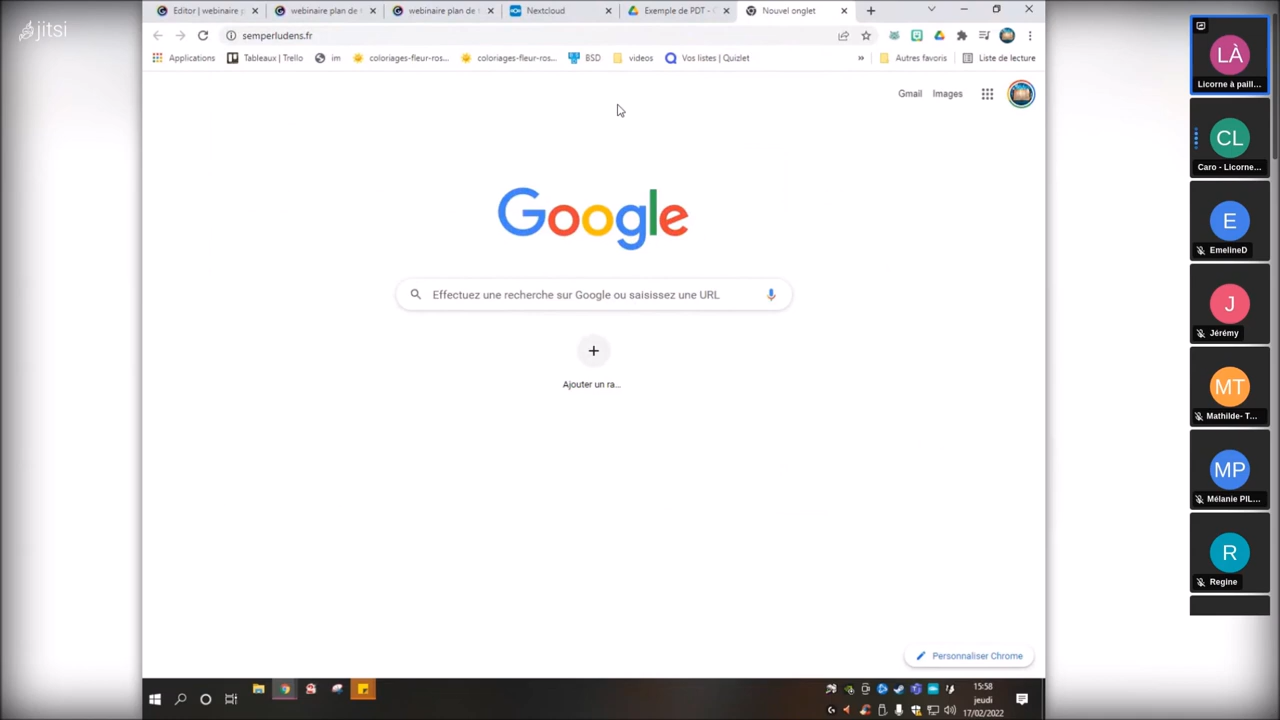 jitsi
Editor | webinaire p
webinaire plan de
webinaire plan de
Nextcloud
Exemple de PDT - G
Nouvel onglet
semperludens.fr
Applications
Tableaux | Trello
im
coloriages-fleur-ros...
coloriages-fleur-ros...
BSD
videos
Vos listes | Quizlet
»
Autres favoris
Liste de lecture
Gmail
Images
Google
Effectuez une recherche sur Google ou saisissez une URL
Ajouter un ra...
Personnaliser Chrome
15:58
jeudi
17/02/2022
LÀ
Licorne à paill...
CL
Caro - Licorne...
E
EmelineD
J
Jérémy
MT
Mathilde- T...
MP
Mélanie PIL...
R
Regine